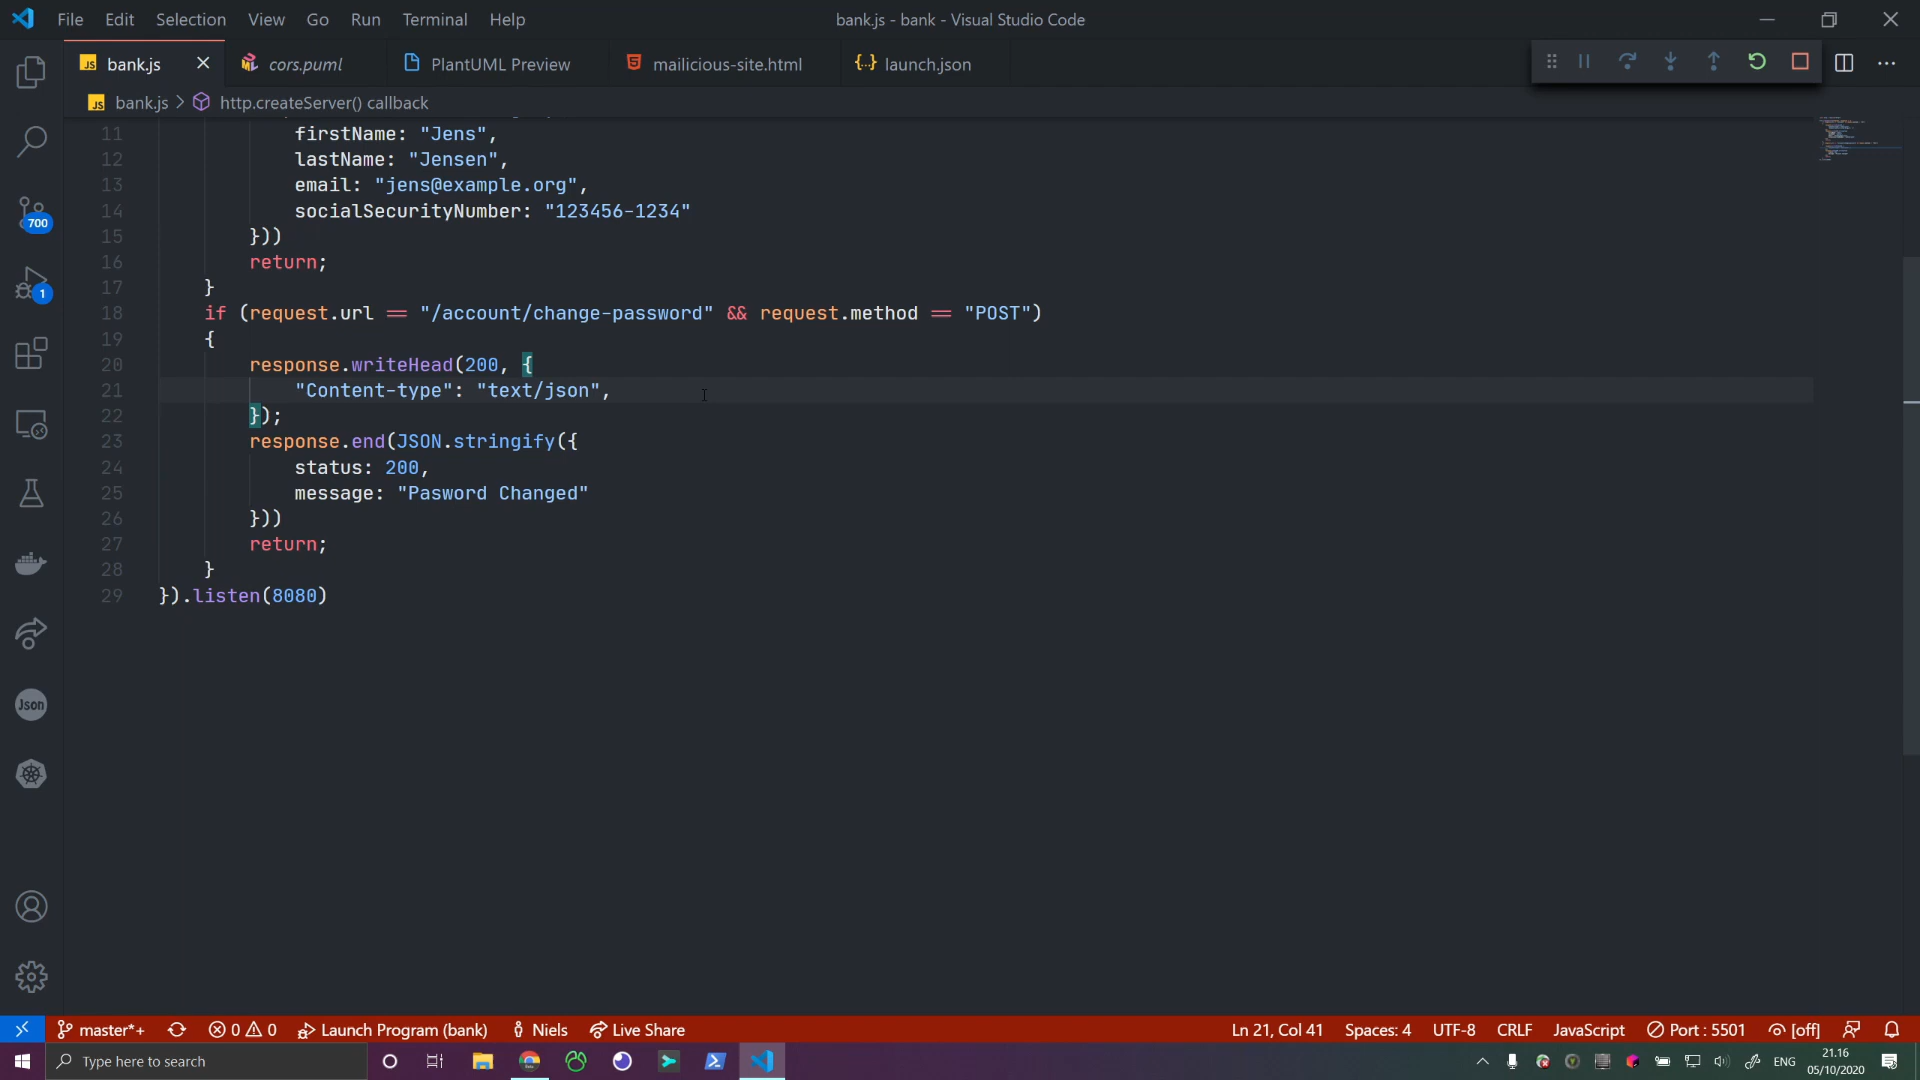 File Edit Selection View Go Run Terminal Help
bank.js - bank - Visual Studio Code
JS bank.js
cors.puml
PlantUML Preview
mailicious-site.html
launch.json
JS bank.js > http.createServer() callback
11 firstName: "Jens",
12 lastName: "Jensen",
13 email: "jens@example.org",
14 socialSecurityNumber: "123456-1234"
15 }))
16 return;
17 }
18 if (request.url == "/account/change-password" && request.method == "POST")
19 {
20 response.writeHead(200, {
21 "Content-type": "text/json",
22 });
23 response.end(JSON.stringify({
24 status: 200,
25 message: "Pasword Changed"
26 }))
27 return;
28 }
29 }).listen(8080)
700
1
Json
master*+ 0 0 Launch Program (bank) Niels Live Share
Ln 21, Col 41 Spaces: 4 UTF-8 CRLF JavaScript Port : 5501 [off]
Type here to search
ENG
21.16
05/10/2020